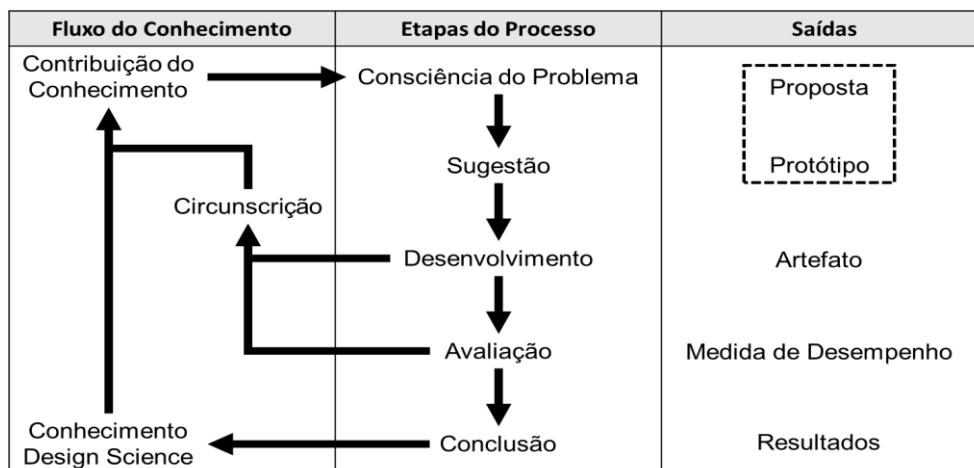 Fluxo do Conhecimento
Etapas do Processo
Saídas
Contribuição do
Conhecimento
Consciência do Problema
Proposta
Sugestão
Protótipo
Circunscrição
Desenvolvimento
Artefato
Avaliação
Medida de Desempenho
Conhecimento
Design Science
Conclusão
Resultados